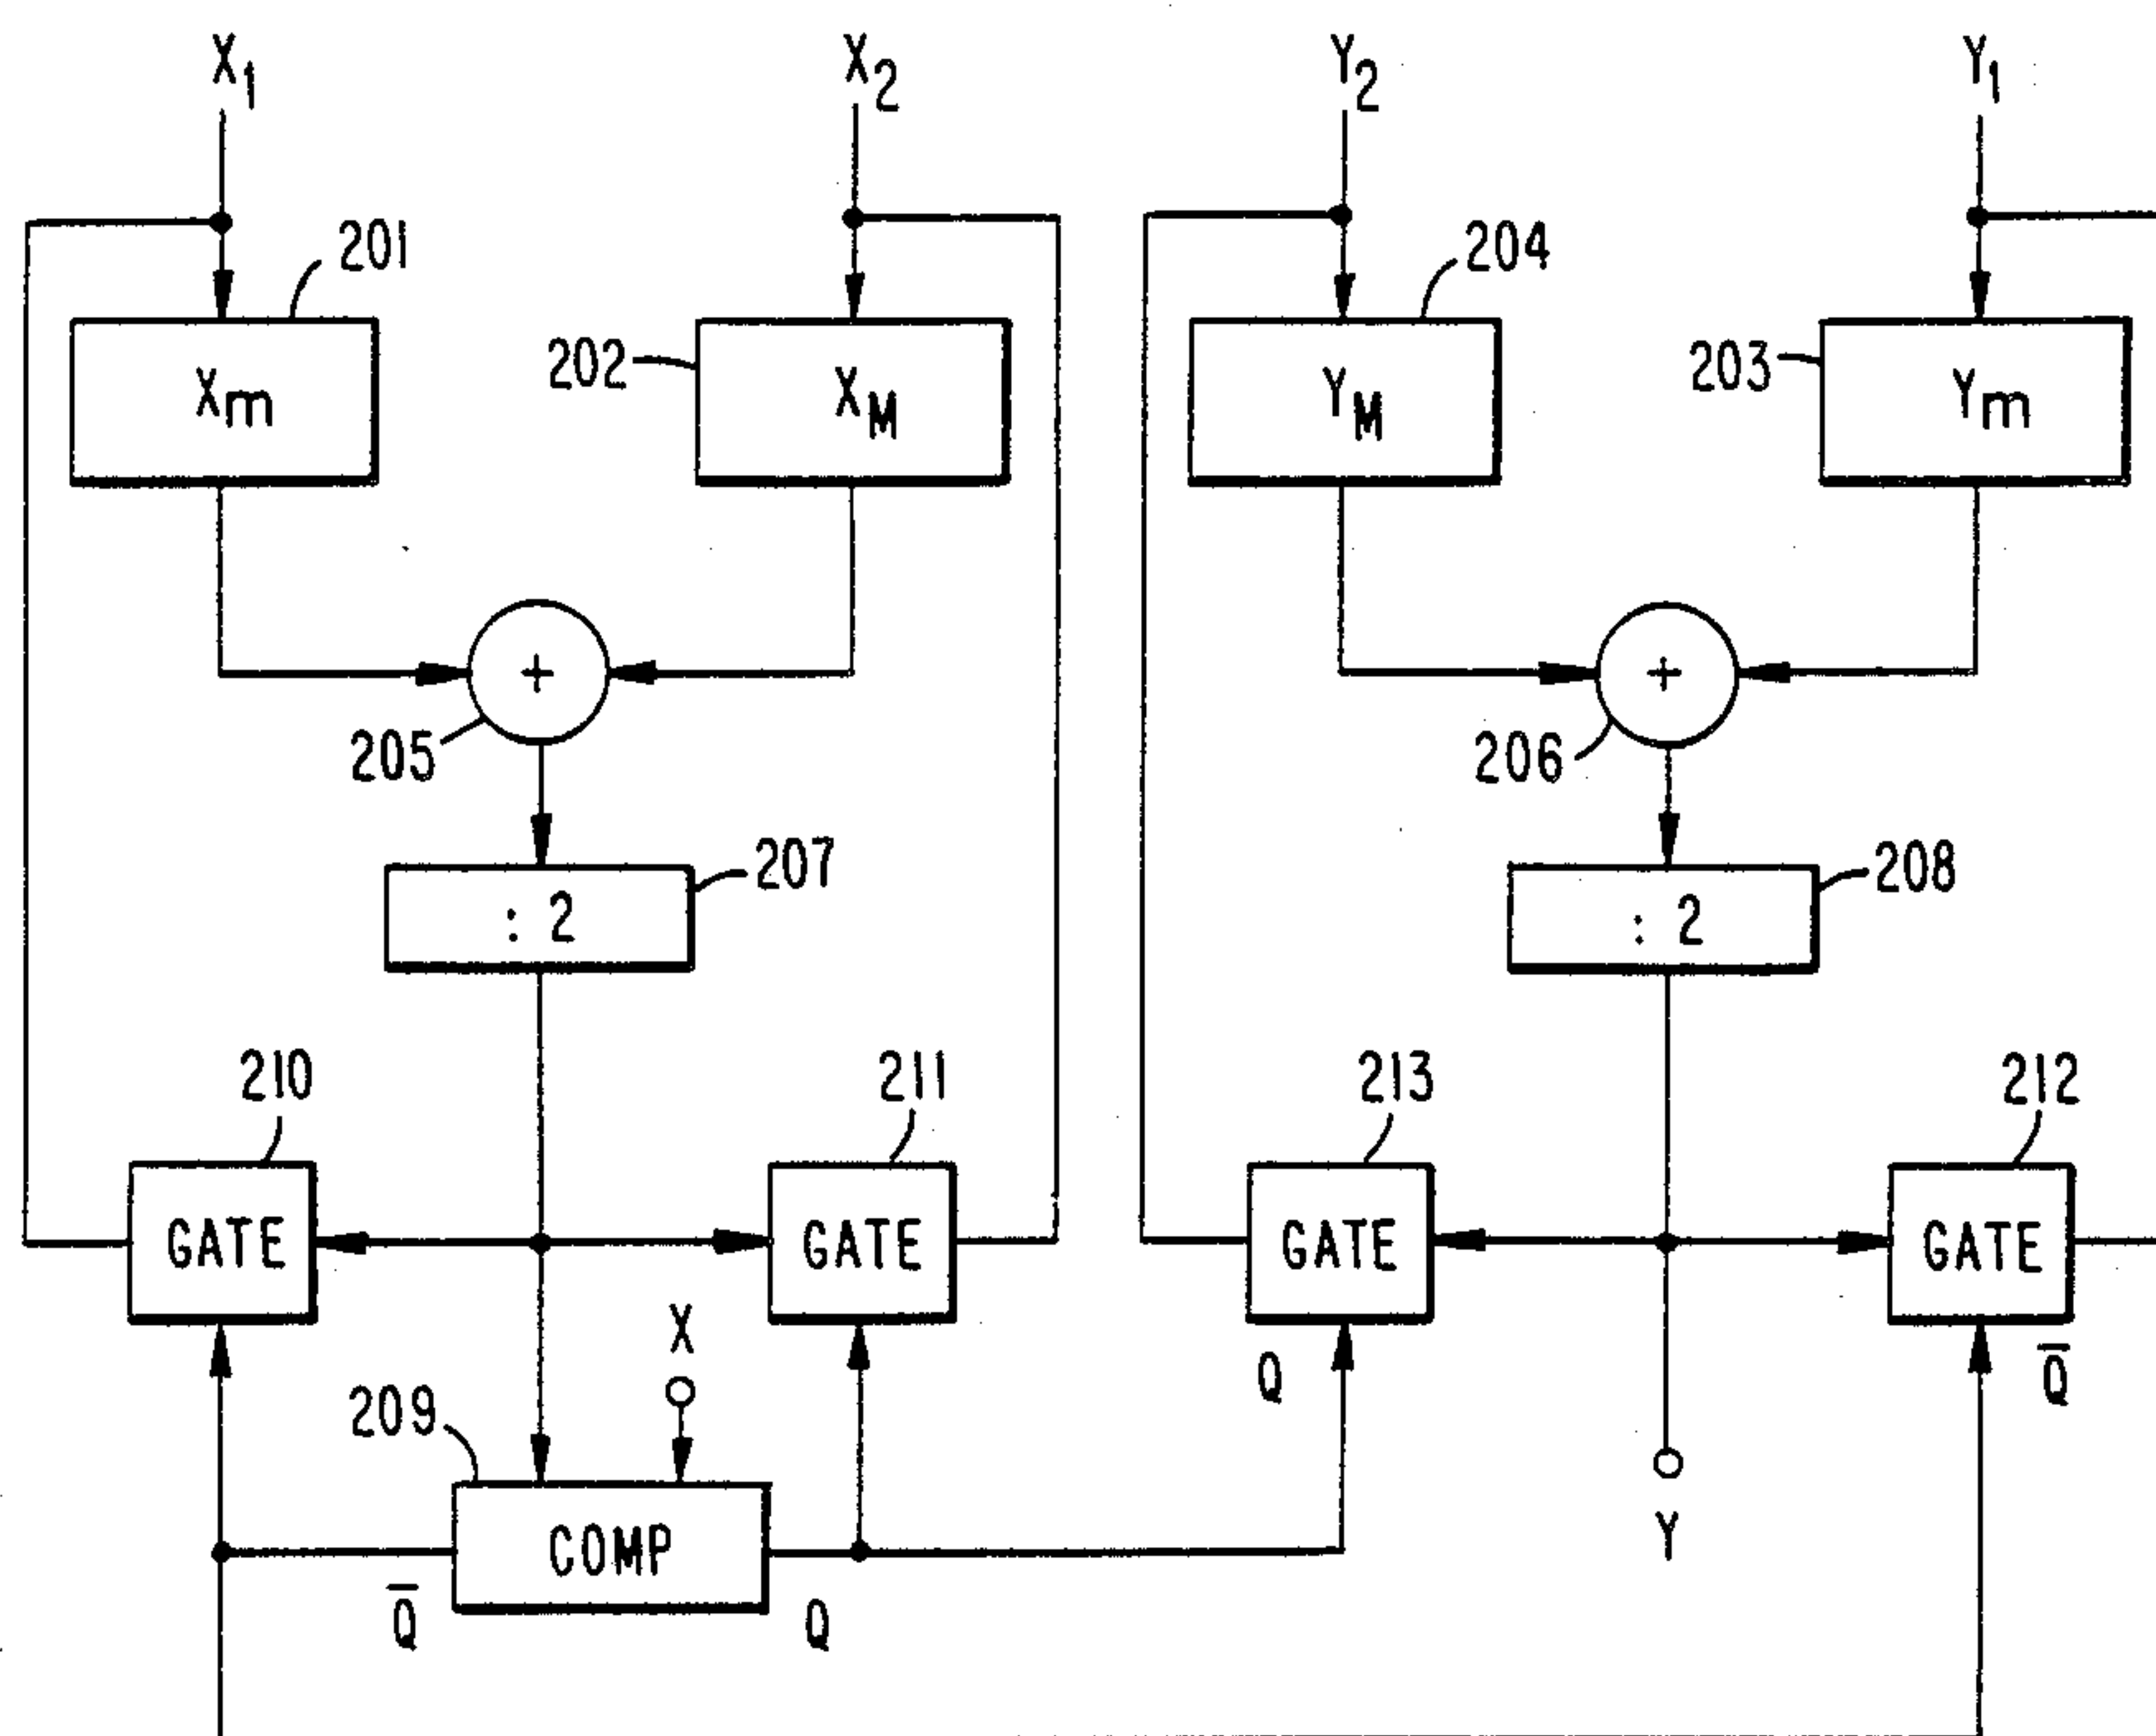 X1 X2 Y2 Y1
201 204
202 203
Xm XM YM Ym
+ +
205 206
207 208
: 2 : 2
210 211 213 212
GATE GATE GATE GATE
X
Q Q̅
209
COMP Y
Q̅ Q